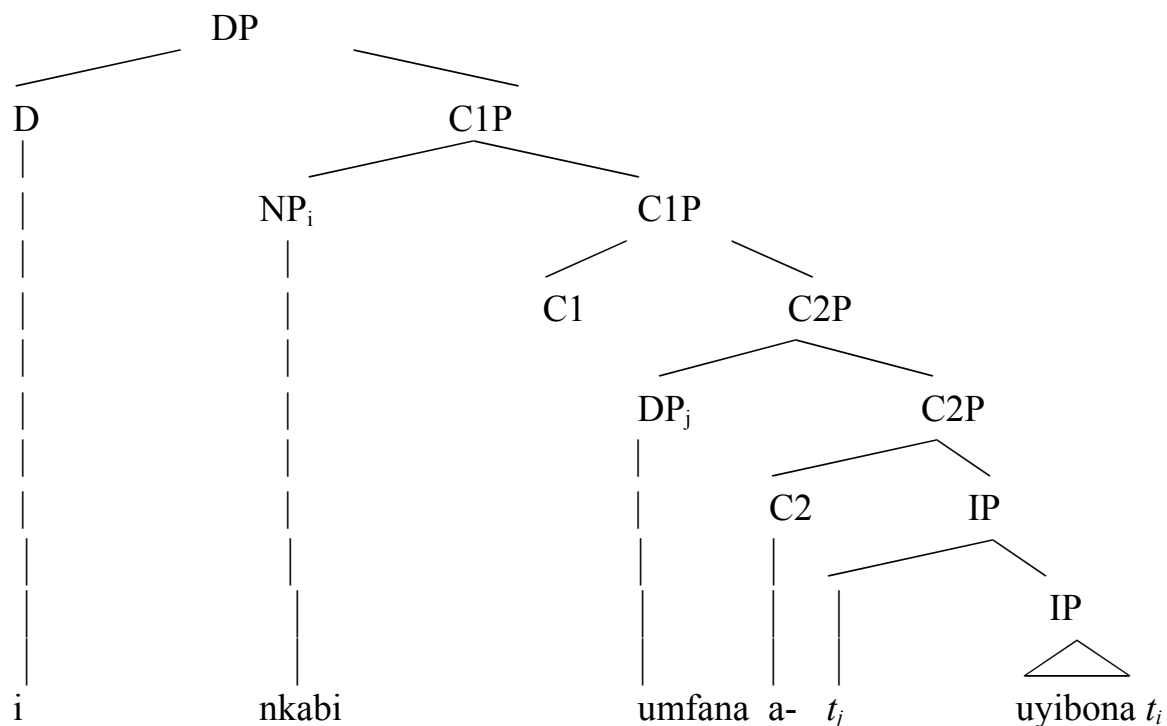 DP
D C1P
NPi C1P
C1 C2P
DPj C2P
C2 IP
IP
i nkabi umfana a- tj uyibona ti